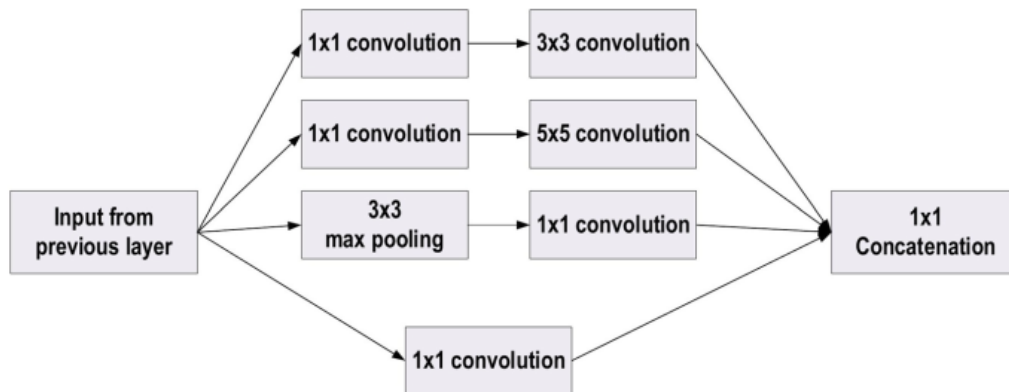 1x1 convolution
3x3 convolution
1x1 convolution
5x5 convolution
Input from
previous layer
3x3
max pooling
1x1 convolution
1x1
Concatenation
1x1 convolution